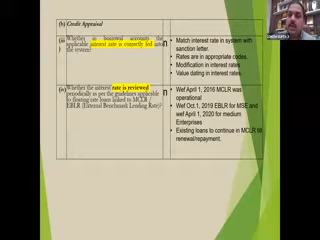 (b) Credit Appraisal
(iii Whether in borrowal accounts the
) applicable interest rate is correctly fed into
the system?
n
• Match interest rate in system with
sanction letter.
• Rates are in appropriate codes.
• Modification in interest rates
• Value dating in interest rates.
(iv) Whether the interest rate is reviewed
periodically as per the guidelines applicable
to floating rate loans linked to MCLR /
EBLR (External Benchmark Lending Rate)?
n
• Wef April 1, 2016 MCLR was
operational
• Wef Oct.1, 2019 EBLR for MSE and
wef April 1, 2020 for medium
Enterprises
• Existing loans to continue in MCLR till
renewal/repayment.